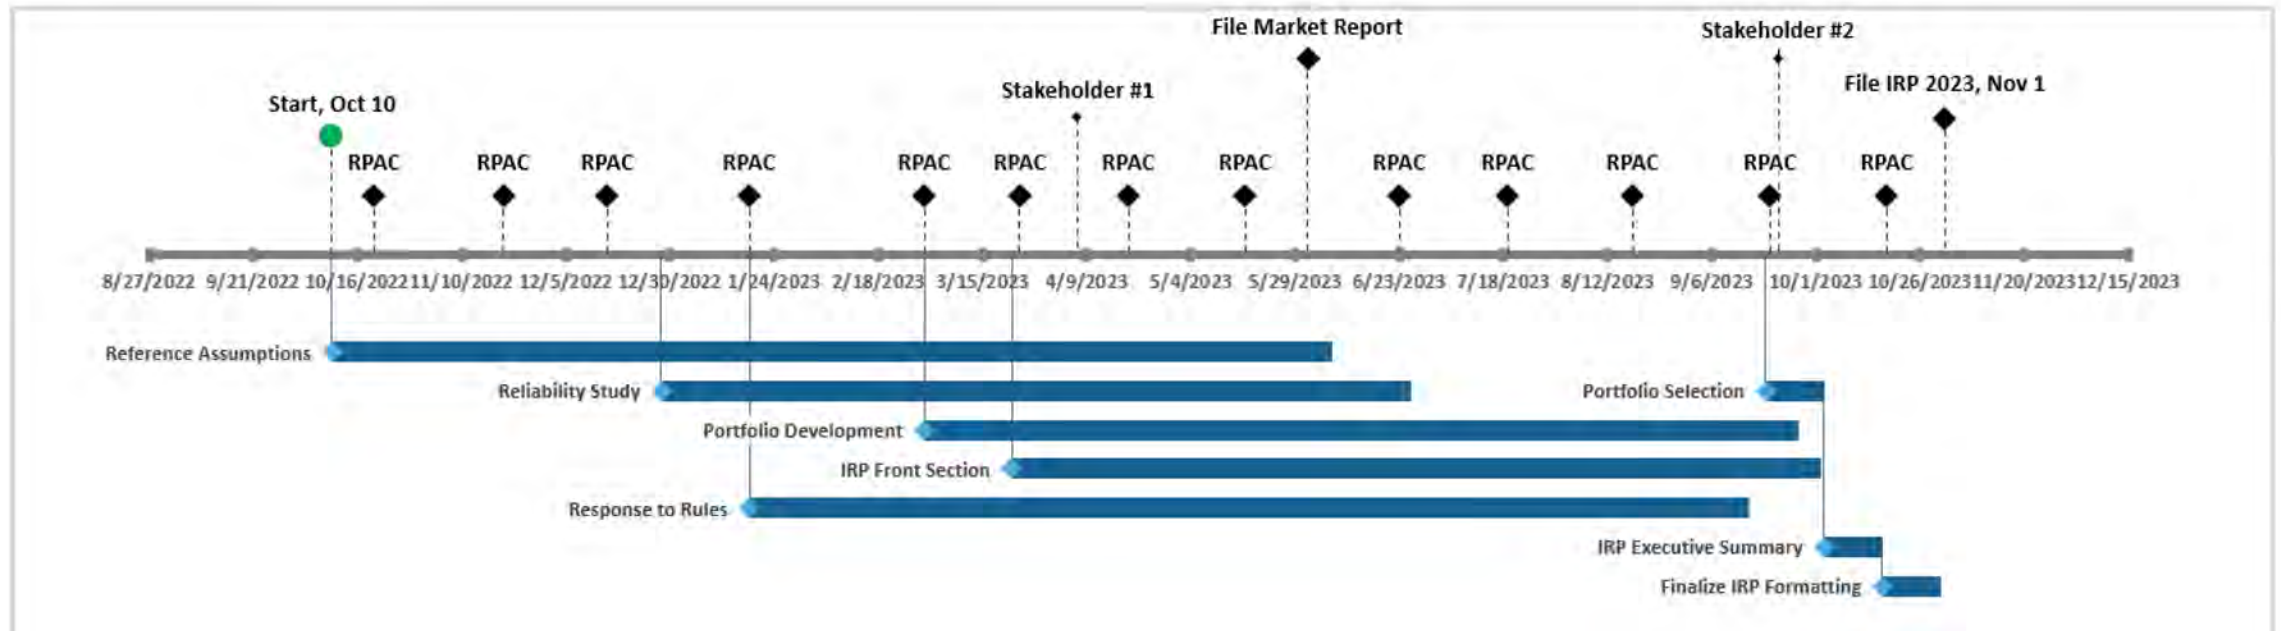 File Market Report
Stakeholder #2
Stakeholder #1
File IRP 2023, Nov 1
Start, Oct 10
RPAC RPAC RPAC RPAC RPAC RPAC RPAC RPAC RPAC RPAC RPAC RPAC RPAC
8/27/2022 9/21/2022 10/16/2022 11/10/2022 12/5/2022 12/30/2022 1/24/2023 2/18/2023 3/15/2023 4/9/2023 5/4/2023 5/29/2023 6/23/2023 7/18/2023 8/12/2023 9/6/2023 10/1/2023 10/26/2023 11/20/2023 12/15/2023
Reference Assumptions
Reliability Study
Portfolio Selection
Portfolio Development
IRP Front Section
Response to Rules
IRP Executive Summary
Finalize IRP Formatting